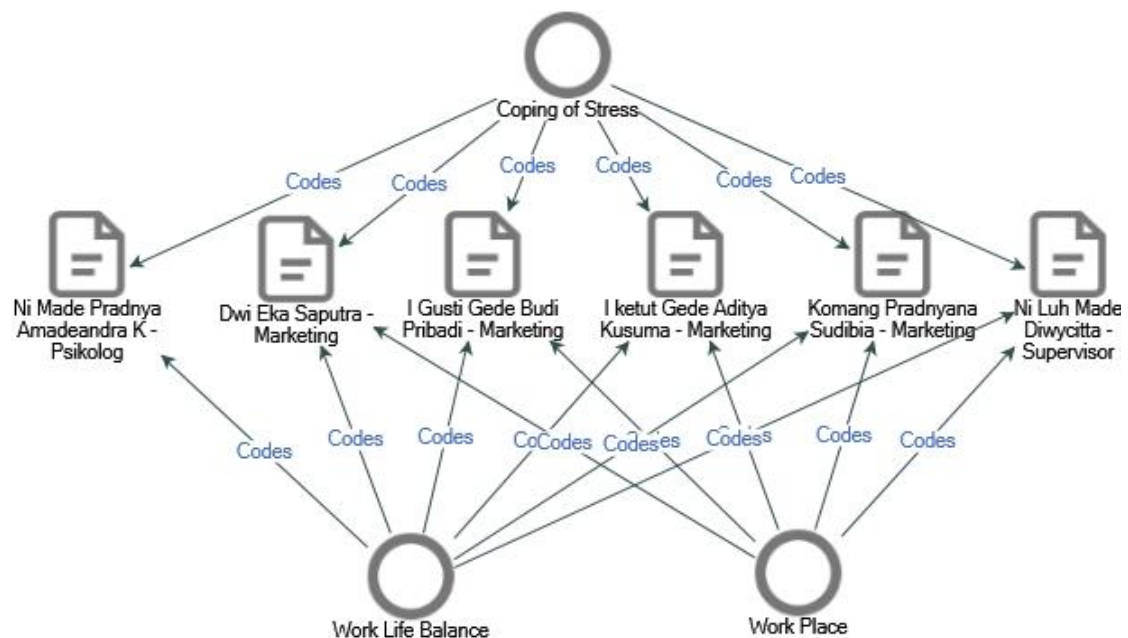 Coping of Stress
Codes
Codes
Codes
Codes
Codes
Codes
Ni Made Pradnya
Amadeandra K -
Psikolog
Dwi Eka Saputra -
Marketing
I Gusti Gede Budi
Pribadi - Marketing
I ketut Gede Aditya
Kusuma - Marketing
Komang Pradnyana
Sudibia - Marketing
Ni Luh Made
Diwycitta -
Supervisor
Codes
Codes
Codes
Codes
Codes
Codes
Codes
Codes
Work Life Balance
Work Place